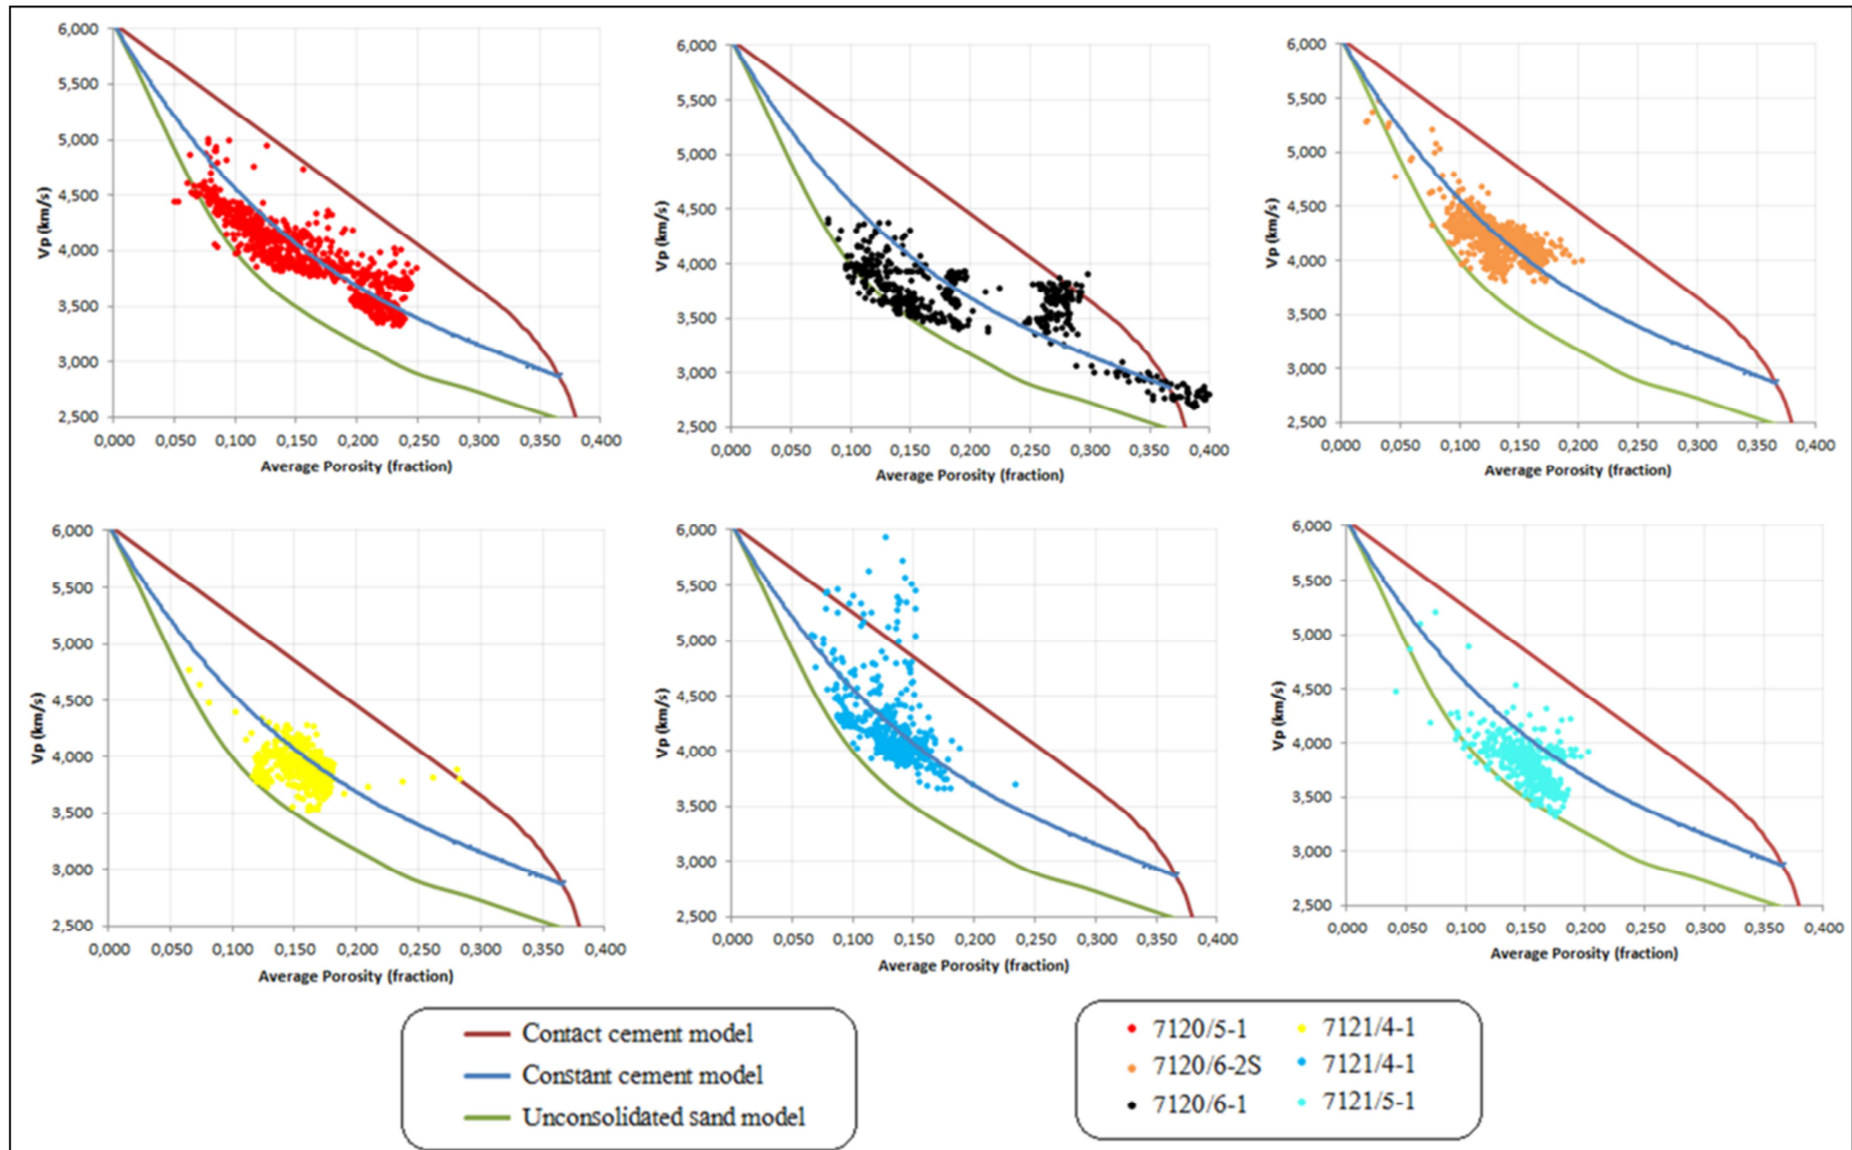 6,000
5,500
5,000
4,500
4,000
3,500
3,000
2,500
Vp (km/s)
0,000 0,050 0,100 0,150 0,200 0,250 0,300 0,350 0,400
Average Porosity (fraction)
6,000
5,500
5,000
4,500
4,000
3,500
3,000
2,500
Vp (km/s)
0,000 0,050 0,100 0,150 0,200 0,250 0,300 0,350 0,400
Average Porosity (fraction)
6,000
5,500
5,000
4,500
4,000
3,500
3,000
2,500
Vp (km/s)
0,000 0,050 0,100 0,150 0,200 0,250 0,300 0,350 0,400
Average Porosity (fraction)
6,000
5,500
5,000
4,500
4,000
3,500
3,000
2,500
Vp (km/s)
0,000 0,050 0,100 0,150 0,200 0,250 0,300 0,350 0,400
Average Porosity (fraction)
6,000
5,500
5,000
4,500
4,000
3,500
3,000
2,500
Vp (km/s)
0,000 0,050 0,100 0,150 0,200 0,250 0,300 0,350 0,400
Average Porosity (fraction)
6,000
5,500
5,000
4,500
4,000
3,500
3,000
2,500
Vp (km/s)
0,000 0,050 0,100 0,150 0,200 0,250 0,300 0,350 0,400
Average Porosity (fraction)
Contact cement model
Constant cement model
Unconsolidated sand model
7120/5-1 7121/4-1
7120/6-2S 7121/4-1
7120/6-1 7121/5-1